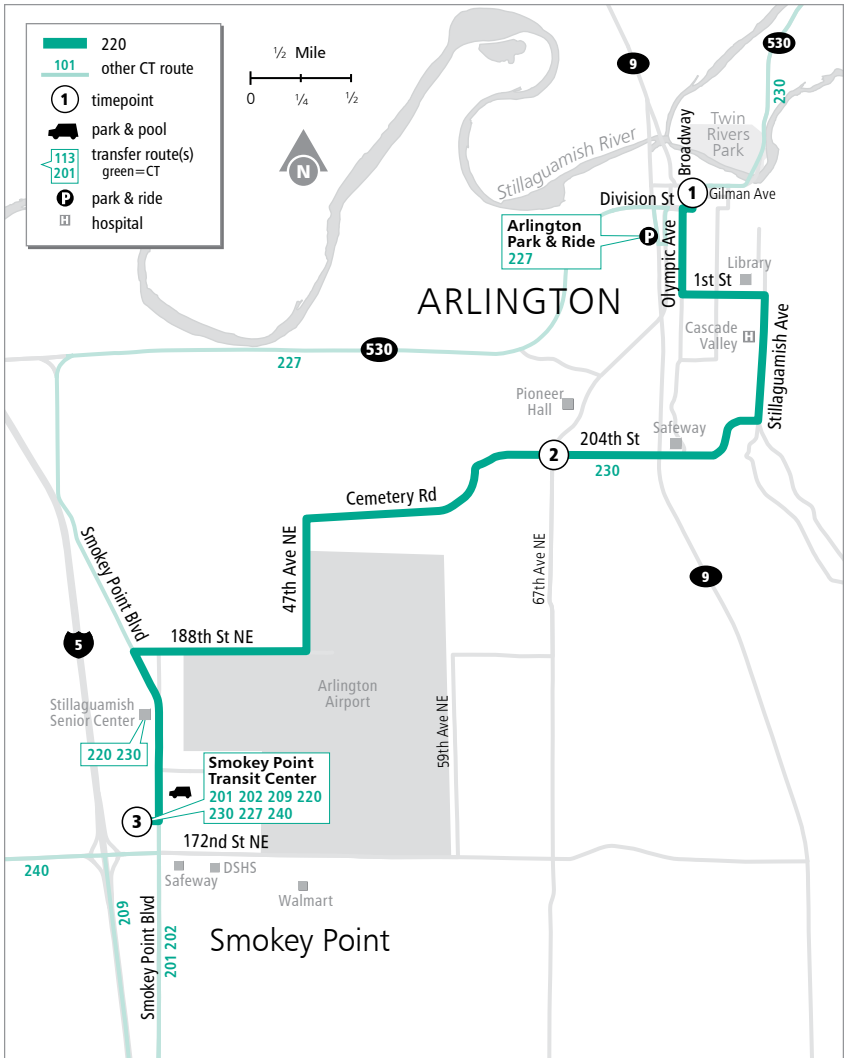 220
101
other CT route
1
timepoint
park & pool
113
201
transfer route(s)
green=CT
P
park & ride
H
hospital
½ Mile
0
¼
½
N
530
9
230
Stillaguamish River
Broadway
Twin
Rivers
Park
1
Gilman Ave
Division St
Arlington
Park & Ride
227
P
Olympic Ave
Library
1st St
ARLINGTON
Cascade
Valley
H
Stillaguamish Ave
530
227
Pioneer
Hall
Safeway
204th St
2
230
Cemetery Rd
47th Ave NE
67th Ave NE
9
Smokey Point Blvd
5
188th St NE
Arlington
Airport
Stillaguamish
Senior Center
220 230
59th Ave NE
Smokey Point
Transit Center
201 202 209 220
230 227 240
3
172nd St NE
240
Safeway
DSHS
Walmart
209
Smokey Point Blvd
201 202
Smokey Point